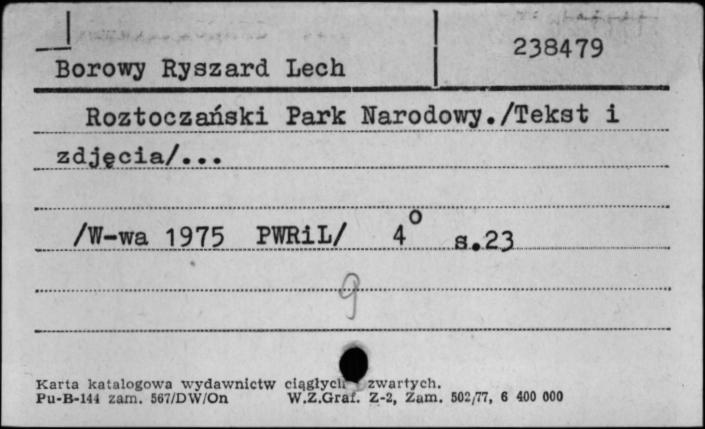 238479
Borowy Ryszard Lech
Roztoczański Park Narodowy./Tekst i
zdjęcia/...
/W-wa 1975 PWRiL/ 4° s.23
9
Karta katalogowa wydawnictw ciągłych zwartych.
Pu-B-144 zam. 567/DW/On W.Z.Graf. Z-2, Zam. 502/77, 6 400 000